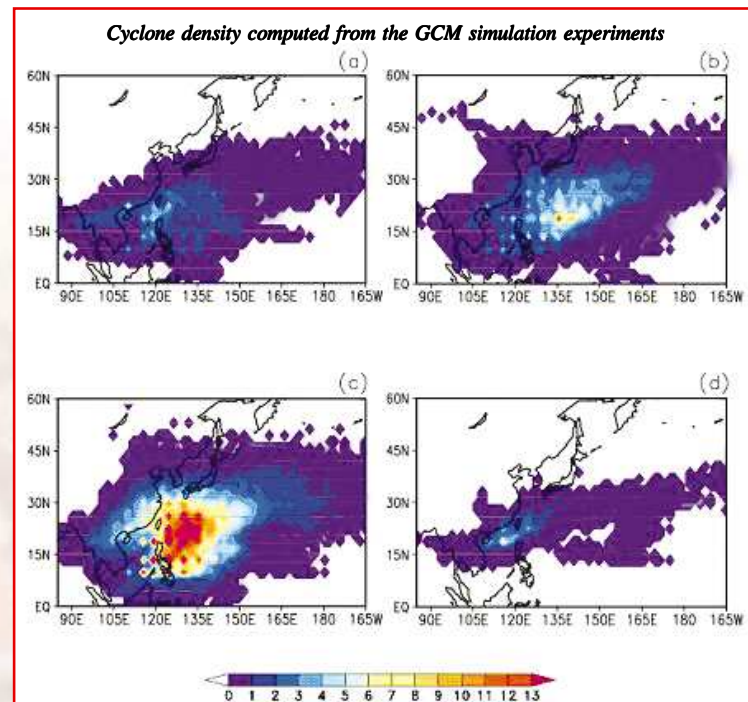 Cyclone density computed from the GCM simulation experiments
(a) (b)
60N 60N
45N 45N
30N 30N
15N 15N
EQ EQ
90E 105E 120E 135E 150E 165E 180 165W 90E 105E 120E 135E 150E 165E 180 165W
(c) (d)
60N 60N
45N 45N
30N 30N
15N 15N
EQ EQ
90E 105E 120E 135E 150E 165E 180 165W 90E 105E 120E 135E 150E 165E 180 165W
0 1 2 3 4 5 6 7 8 9 10 11 12 13